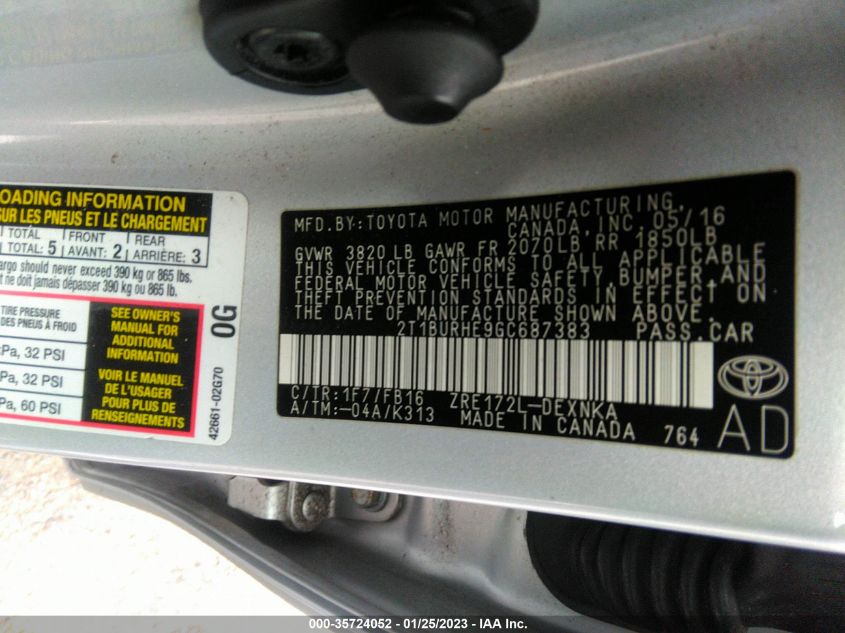 OADING INFORMATION
SUR LES PNEUS ET LE CHARGEMENT
TOTAL FRONT REAR
TOTAL: 5 AVANT: 2 ARRIÈRE: 3
argo should never exceed 390 kg or 865 lbs.
t ne doit jamais dépasser 390 kg ou 865 lb.
TIRE PRESSURE
DES PNEUS À FROID
Pa, 32 PSI
Pa, 32 PSI
Pa, 60 PSI
SEE OWNER'S
MANUAL FOR
ADDITIONAL
INFORMATION
VOIR LE MANUEL
DE L'USAGER
POUR PLUS DE
RENSEIGNEMENTS
0G
42661-02G70
MFD.BY:TOYOTA MOTOR MANUFACTURING,
CANADA, INC. 05/16
GVWR 3820 LB GAWR FR 2070LB RR 1850LB
THIS VEHICLE CONFORMS TO ALL APPLICABLE
FEDERAL MOTOR VEHICLE SAFETY, BUMPER, AND
THEFT PREVENTION STANDARDS IN EFFECT ON
THE DATE OF MANUFACTURE SHOWN ABOVE.
2T1BURHE9GC687383 PASS.CAR
C/TR:1F7/FB16 ZRE172L-DEXNKA
A/TM:-04A/K313 MADE IN CANADA 764
AD
000-35724052 - 01/25/2023 - IAA Inc.